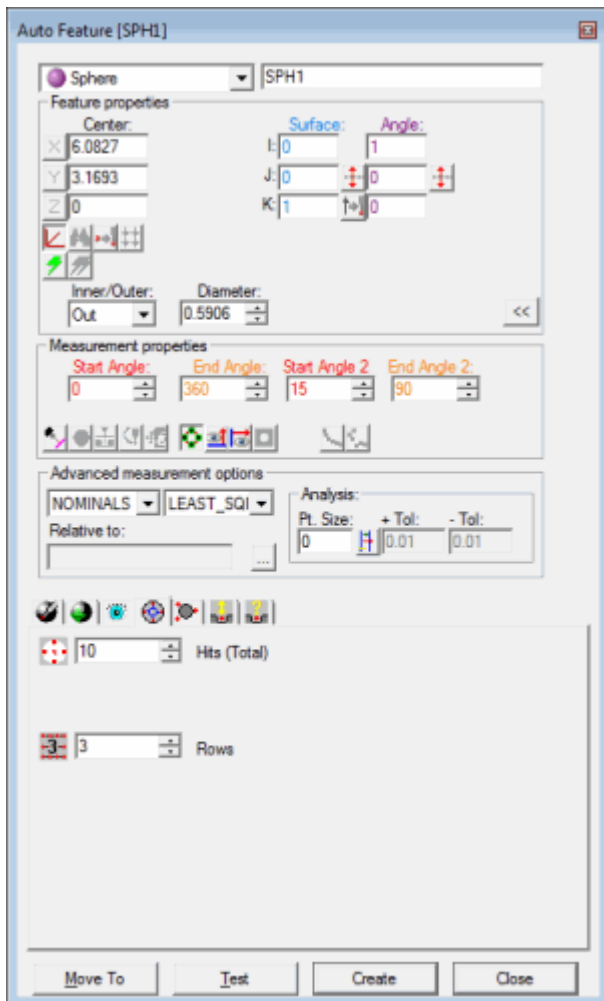 Auto Feature [SPH1]
Sphere SPH1
Feature properties
Center: Surface: Angle:
X 6.0827 I: 0 1
Y 3.1693 J: 0 0
Z 0 K: 1 0
Inner/Outer: Diameter:
Out 0.5906 <<
Measurement properties
Start Angle: End Angle: Start Angle 2 End Angle 2:
0 360 15 90
Advanced measurement options
NOMINALS LEAST_SQI Analysis:
Pt. Size: + Tol: - Tol:
Relative to: 0 0.01 0.01
...
10 Hits (Total)
3 3 Rows
Move To Test Create Close